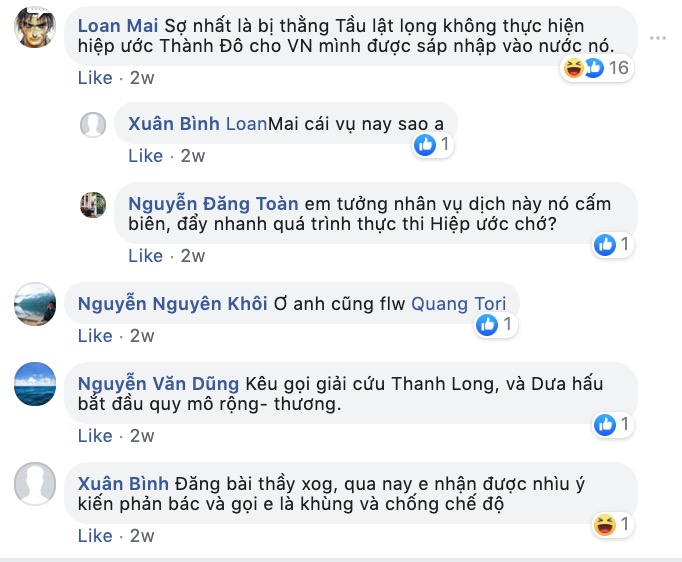 Loan Mai Sợ nhất là bị thằng Tầu lật lọng không thực hiện
hiệp ước Thành Đô cho VN mình được sáp nhập vào nước nó.
16
Like · 2w
Xuân Bình LoanMai cái vụ nay sao a
1
Like · 2w
Nguyễn Đăng Toàn em tưởng nhân vụ dịch này nó cấm
biên, đẩy nhanh quá trình thực thi Hiệp ước chớ?
1
Like · 2w
Nguyễn Nguyên Khôi Ơ anh cũng flw Quang Tori
1
Like · 2w
Nguyễn Văn Dũng Kêu gọi giải cứu Thanh Long, và Dưa hấu
bắt đầu quy mô rộng- thương.
1
Like · 2w
Xuân Bình Đăng bài thầy xog, qua nay e nhận được nhìu ý
kiến phản bác và gọi e là khùng và chống chế độ
1
Like · 2w